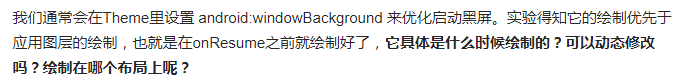 我们通常会在Theme里设置 android:windowBackground 来优化启动黑屏。实验得知它的绘制优先于
应用图层的绘制，也就是在onResume之前就绘制好了，它具体是什么时候绘制的？可以动态修改
吗？绘制在哪个布局上呢？